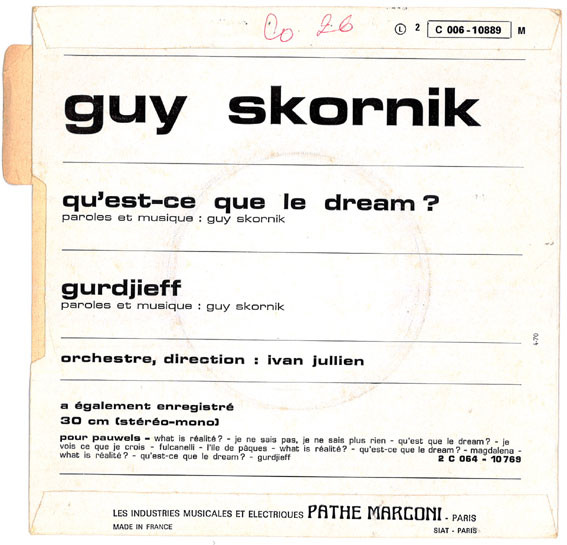 Co 26
Ⓛ 2 C 006-10889 M
guy skornik
qu'est-ce que le dream ?
paroles et musique : guy skornik
gurdjieff
paroles et musique : guy skornik
4-70
orchestre, direction : ivan jullien
a également enregistré
30 cm (stéréo-mono)
pour pauwels - what is réalité? - je ne sais pas, je ne sais plus rien - qu'est que le dream? - je
vois ce que je crois - fulcanelli - l'ile de pâques - what is réalité? - qu'est-ce que le dream? - magdalena -
what is réalité? - qu'est-ce que le dream? - gurdjieff 2 C 064 - 10769
LES INDUSTRIES MUSICALES ET ELECTRIQUES PATHE MARCONI - PARIS
MADE IN FRANCE SIAT - PARIS